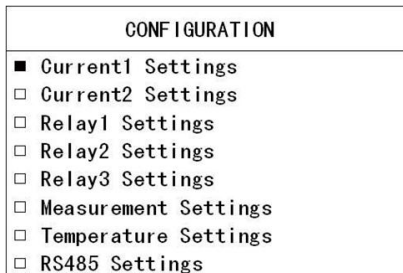 CONFIGURATION
■ Current1 Settings
□ Current2 Settings
□ Relay1 Settings
□ Relay2 Settings
□ Relay3 Settings
□ Measurement Settings
□ Temperature Settings
□ RS485 Settings